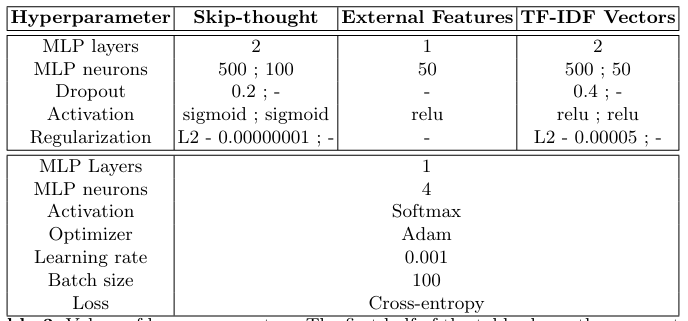 Hyperparameter Skip-thought External Features TF-IDF Vectors
MLP layers 2 1 2
MLP neurons 500 ; 100 50 500 ; 50
Dropout 0.2 ; - - 0.4 ; -
Activation sigmoid ; sigmoid relu relu ; relu
Regularization L2 - 0.00000001 ; - - L2 - 0.00005 ; -
MLP Layers 1
MLP neurons 4
Activation Softmax
Optimizer Adam
Learning rate 0.001
Batch size 100
Loss Cross-entropy